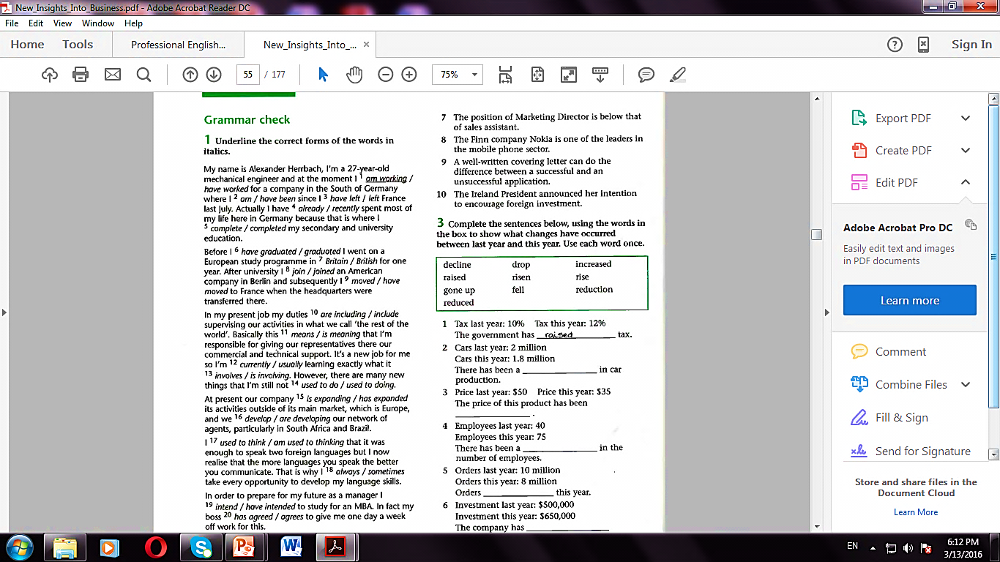 New_Insights_Into_Business.pdf - Adobe Acrobat Reader DC
File Edit View Window Help
Home Tools Professional English... New_Insights_Into_... × Sign In
55 / 177 75%
Grammar check
1 Underline the correct forms of the words in
italics.
My name is Alexander Herrbach, I'm a 27-year-old
mechanical engineer and at the moment I 1 am working /
have worked for a company in the South of Germany
where I 2 am / have been since I 3 have left / left France
last July. Actually I have 4 already / recently spent most of
my life here in Germany because that is where I
5 complete / completed my secondary and university
education.
Before I 6 have graduated / graduated I went on a
European study programme in 7 Britain / British for one
year. After university I 8 join / joined an American
company in Berlin and subsequently I 9 moved / have
moved to France when the headquarters were
transferred there.
In my present job my duties 10 are including / include
supervising our activities in what we call 'the rest of the
world'. Basically this 11 means / is meaning that I'm
responsible for giving our representatives there our
commercial and technical support. It's a new job for me
so I'm 12 currently / usually learning exactly what it
13 involves / is involving. However, there are many new
things that I'm still not 14 used to do / used to doing.
At present our company 15 is expanding / has expanded
its activities outside of its main market, which is Europe,
and we 16 develop / are developing our network of
agents, particularly in South Africa and Brazil.
I 17 used to think / am used to thinking that it was
enough to speak two foreign languages but I now
realise that the more languages you speak the better
you communicate. That is why I 18 always / sometimes
take every opportunity to develop my language skills.
In order to prepare for my future as a manager I
19 intend / have intended to study for an MBA. In fact my
boss 20 has agreed / agrees to give me one day a week
off work for this.
7 The position of Marketing Director is below that
of sales assistant.
8 The Finn company Nokia is one of the leaders in
the mobile phone sector.
9 A well-written covering letter can do the
difference between a successful and an
unsuccessful application.
10 The Ireland President announced her intention
to encourage foreign investment.
3 Complete the sentences below, using the words in
the box to show what changes have occurred
between last year and this year. Use each word once.
decline drop increased
raised risen rise
gone up fell reduction
reduced
1 Tax last year: 10% Tax this year: 12%
The government has raised tax.
2 Cars last year: 2 million
Cars this year: 1.8 million
There has been a ______ in car
production.
3 Price last year: $50 Price this year: $35
The price of this product has been
______ .
4 Employees last year: 40
Employees this year: 75
There has been a ______ in the
number of employees.
5 Orders last year: 10 million
Orders this year: 8 million
Orders ______ this year.
6 Investment last year: $500,000
Investment this year: $650,000
The company has ______
Export PDF
Create PDF
Edit PDF
Adobe Acrobat Pro DC
Easily edit text and images
in PDF documents
Learn more
Comment
Combine Files
Fill & Sign
Send for Signature
Store and share files in the
Document Cloud
Learn More
EN 6:12 PM
3/13/2016